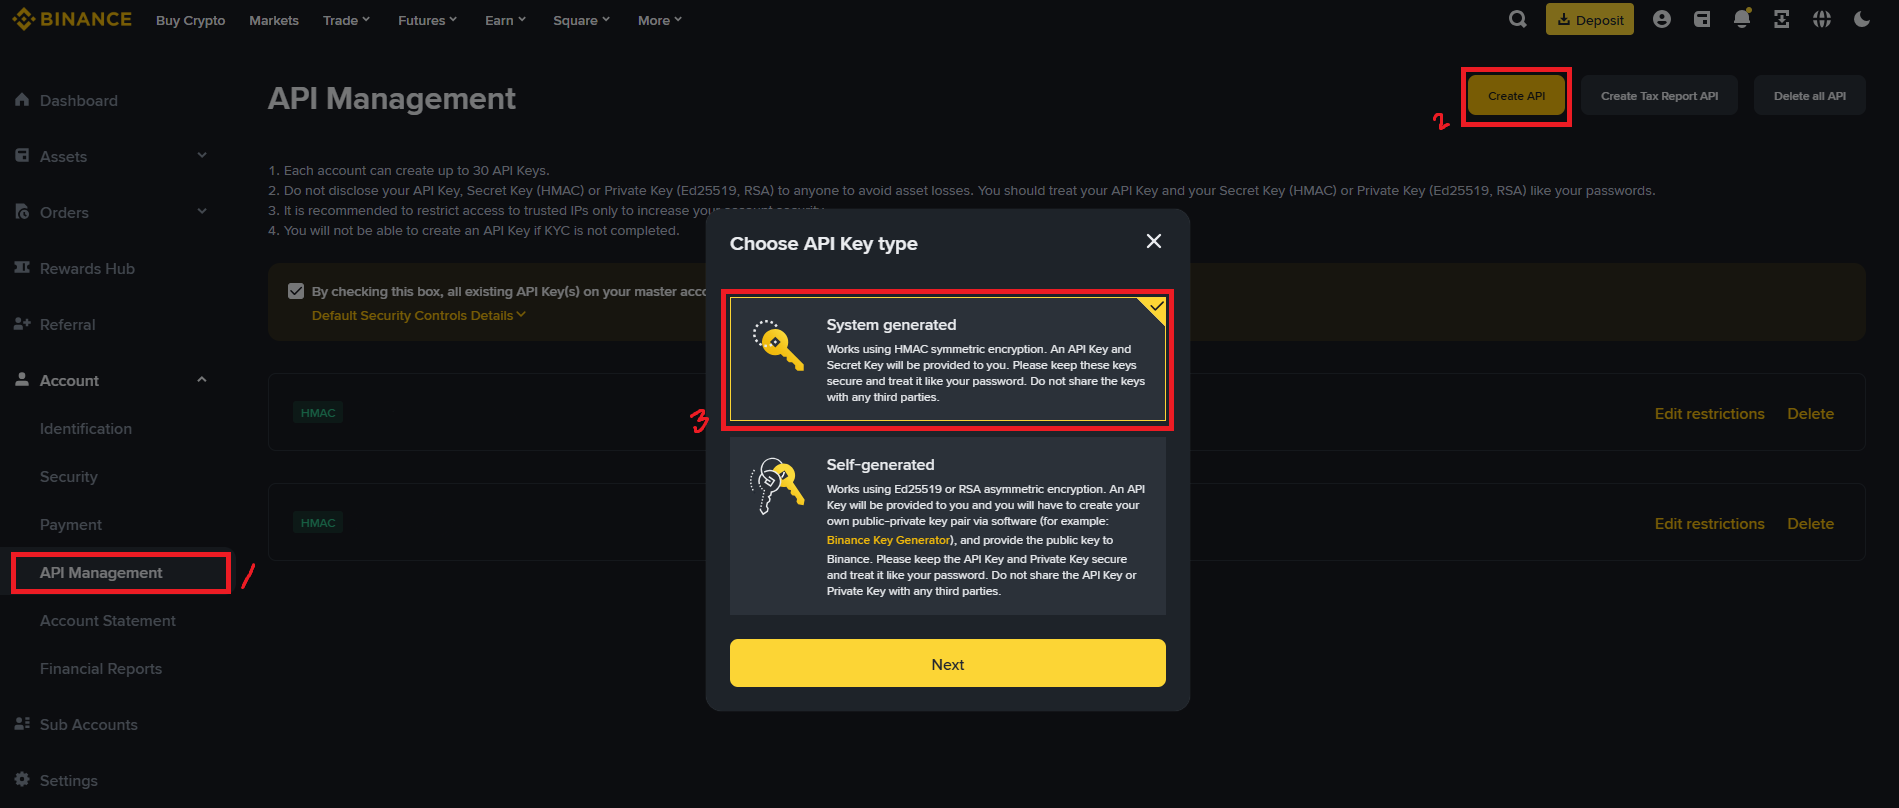 BINANCE
Buy Crypto Markets Trade Futures Earn Square More Deposit
Dashboard
Assets
Orders
Rewards Hub
Referral
Account
Identification
Security
Payment
API Management
1
Account Statement
Financial Reports
Sub Accounts
Settings
API Management
2
Create API Create Tax Report API Delete all API
1. Each account can create up to 30 API Keys.
2. Do not disclose your API Key, Secret Key (HMAC) or Private Key (Ed25519, RSA) to anyone to avoid asset losses. You should treat your API Key and your Secret Key (HMAC) or Private Key (Ed25519, RSA) like your passwords.
3. It is recommended to restrict access to trusted IPs only to increase your account security.
4. You will not be able to create an API Key if KYC is not completed.
By checking this box, all existing API Key(s) on your master acco
Default Security Controls Details
HMAC
Edit restrictions Delete
HMAC
Edit restrictions Delete
Choose API Key type
3
System generated
Works using HMAC symmetric encryption. An API Key and
Secret Key will be provided to you. Please keep these keys
secure and treat it like your password. Do not share the keys
with any third parties.
Self-generated
Works using Ed25519 or RSA asymmetric encryption. An API
Key will be provided to you and you will have to create your
own public-private key pair via software (for example:
Binance Key Generator), and provide the public key to
Binance. Please keep the API Key and Private Key secure
and treat it like your password. Do not share the API Key or
Private Key with any third parties.
Next